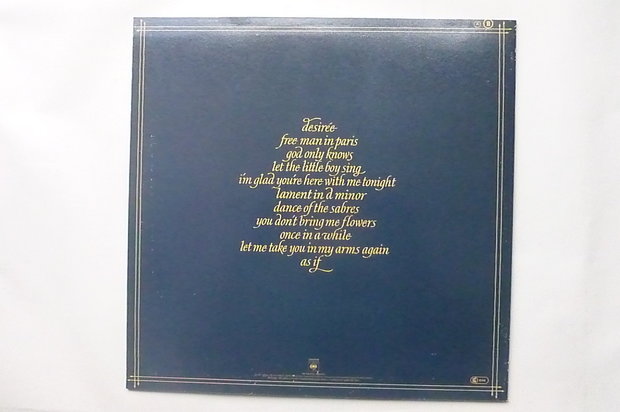 desirée
free man in paris
god only knows
let the little boy sing
i'm glad you're here with me tonight
lament in d minor
dance of the sabres
you don't bring me flowers
once in a while
let me take you in my arms again
as if